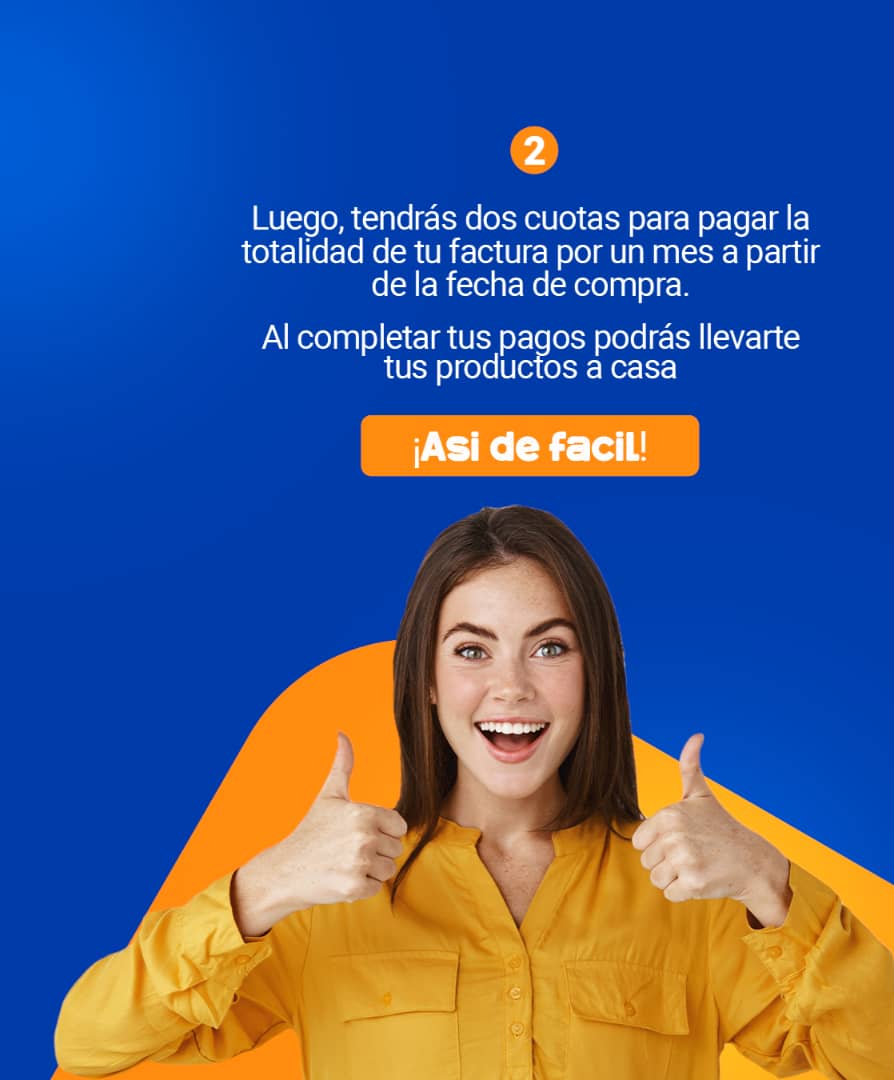 2
Luego, tendrás dos cuotas para pagar la
totalidad de tu factura por un mes a partir
de la fecha de compra.
Al completar tus pagos podrás llevarte
tus productos a casa
¡Asi de facil!